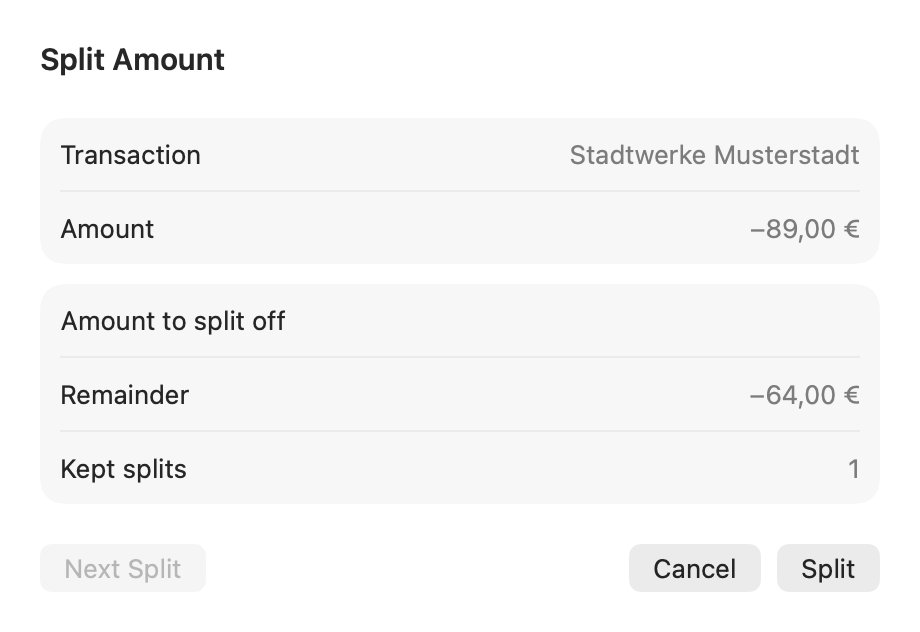 Split Amount
Transaction Stadtwerke Musterstadt
Amount –89,00 €
Amount to split off
Remainder –64,00 €
Kept splits 1
Next Split Cancel Split